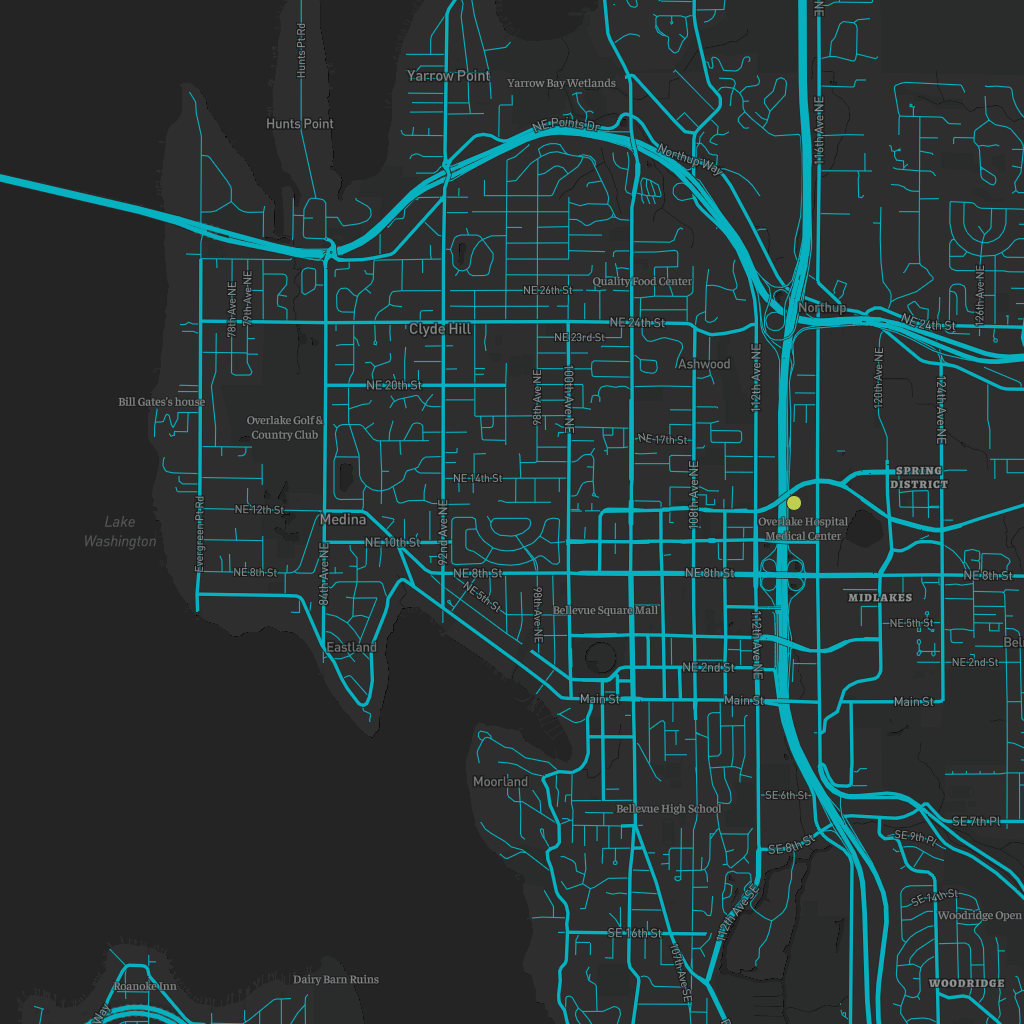 NE
Hunts Pt Rd
Yarrow Point
Yarrow Bay Wetlands
Hunts Point
NE Points Dr
116th Ave NE
Northup Way
NE 26th St
Quality Food Center
78th Ave NE
79th Ave NE
126th Ave NE
Northup
Clyde Hill
NE 24th St
NE 24th St
NE 23rd St
Ashwood
112th Ave NE
120th Ave NE
NE 20th St
98th Ave NE
100th Ave NE
124th Ave NE
Bill Gates's house
Overlake Golf &
Country Club
NE 17th St
SPRING
DISTRICT
NE 14th St
108th Ave NE
Lake
Washington
Evergreen Pt Rd
NE 12th St
Medina
92nd Ave NE
Overlake Hospital
Medical Center
NE 10th St
84th Ave NE
NE 8th St
NE 8th St
NE 8th St
NE 8th St
NE 5th St
98th Ave NE
Bellevue Square Mall
MIDLAKES
NE 5th St
112th Ave NE
Eastland
NE 2nd St
NE 2nd St
Main St
Main St
Main St
Moorland
SE 6th St
Bellevue High School
SE 7th Pl
SE 8th St
SE 9th Pl
SE 14th St
112th Ave SE
Woodridge Open
SE 16th St
107th Ave SE
Roanoke Inn
Dairy Barn Ruins
WOODRIDGE
Way